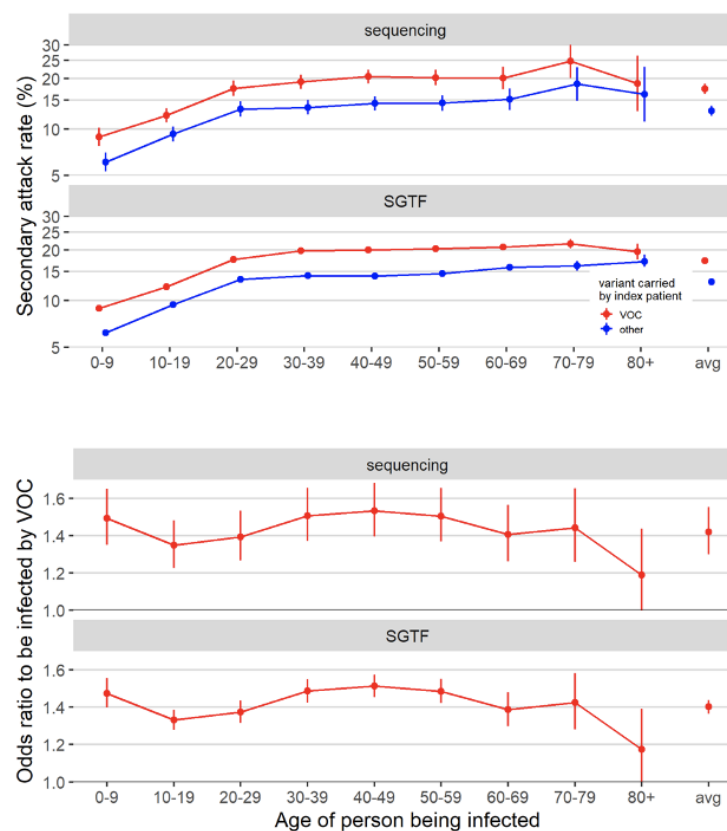 sequencing
30
25
20
15
10
5
SGTF
30
25
20
15
10
5
variant carried
by index patient
VOC
other
0-9 10-19 20-29 30-39 40-49 50-59 60-69 70-79 80+ avg
Secondary attack rate (%)
sequencing
1.6
1.4
1.2
1.0
SGTF
1.6
1.4
1.2
1.0
0-9 10-19 20-29 30-39 40-49 50-59 60-69 70-79 80+ avg
Age of person being infected
Odds ratio to be infected by VOC